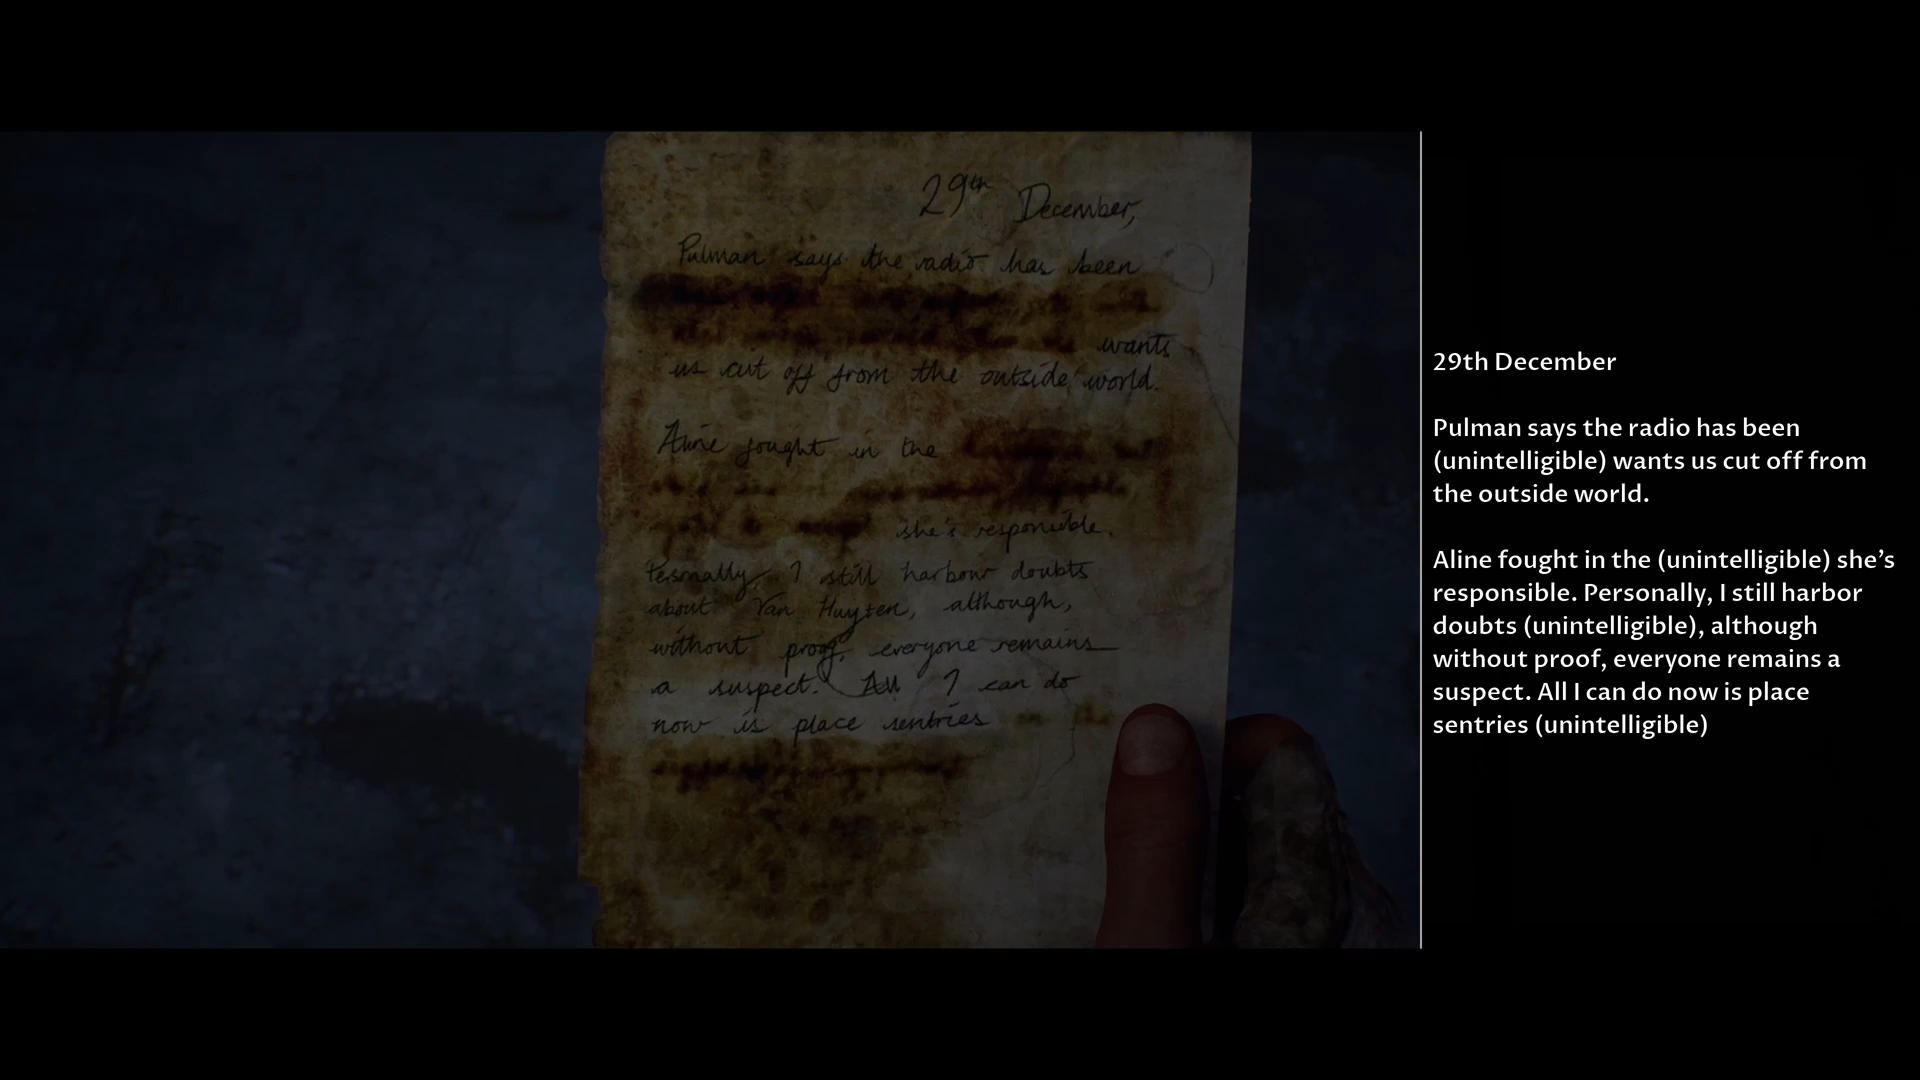 29th December,
Pulman says the radio has been
wants
us cut off from the outside world.
Aline fought in the
she's responsible.
Personally, I still harbour doubts
about Van Huyten, although,
without proof, everyone remains
a suspect. All I can do
now is place sentries
29th December
Pulman says the radio has been
(unintelligible) wants us cut off from
the outside world.
Aline fought in the (unintelligible) she’s
responsible. Personally, I still harbor
doubts (unintelligible), although
without proof, everyone remains a
suspect. All I can do now is place
sentries (unintelligible)